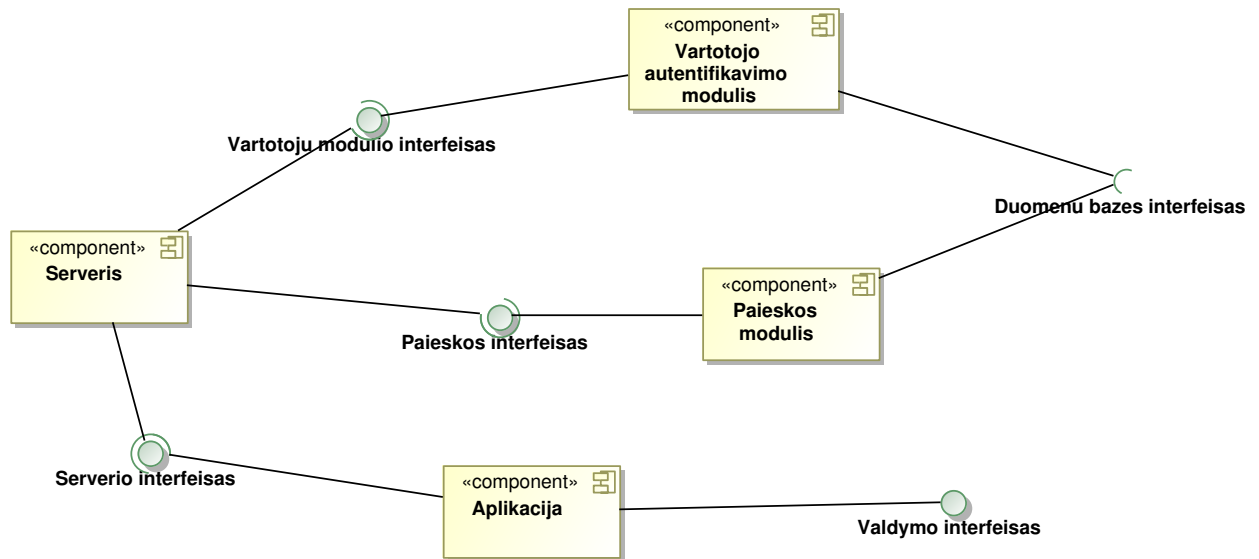 «component»
Vartotojo
autentifikavimo
modulis
Vartotoju modulio interfeisas
Duomenu bazes interfeisas
«component»
Serveris
«component»
Paieskos
modulis
Paieskos interfeisas
Serverio interfeisas
«component»
Aplikacija
Valdymo interfeisas